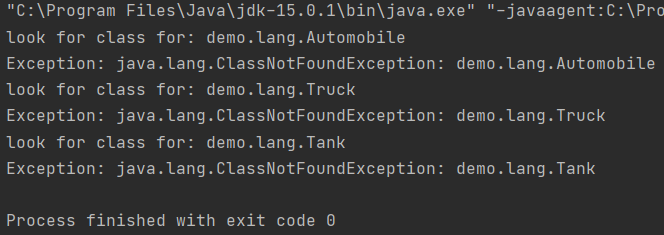 "C:\Program Files\Java\jdk-15.0.1\bin\java.exe" "-javaagent:C:\Pro
look for class for: demo.lang.Automobile
Exception: java.lang.ClassNotFoundException: demo.lang.Automobile
look for class for: demo.lang.Truck
Exception: java.lang.ClassNotFoundException: demo.lang.Truck
look for class for: demo.lang.Tank
Exception: java.lang.ClassNotFoundException: demo.lang.Tank
Process finished with exit code 0